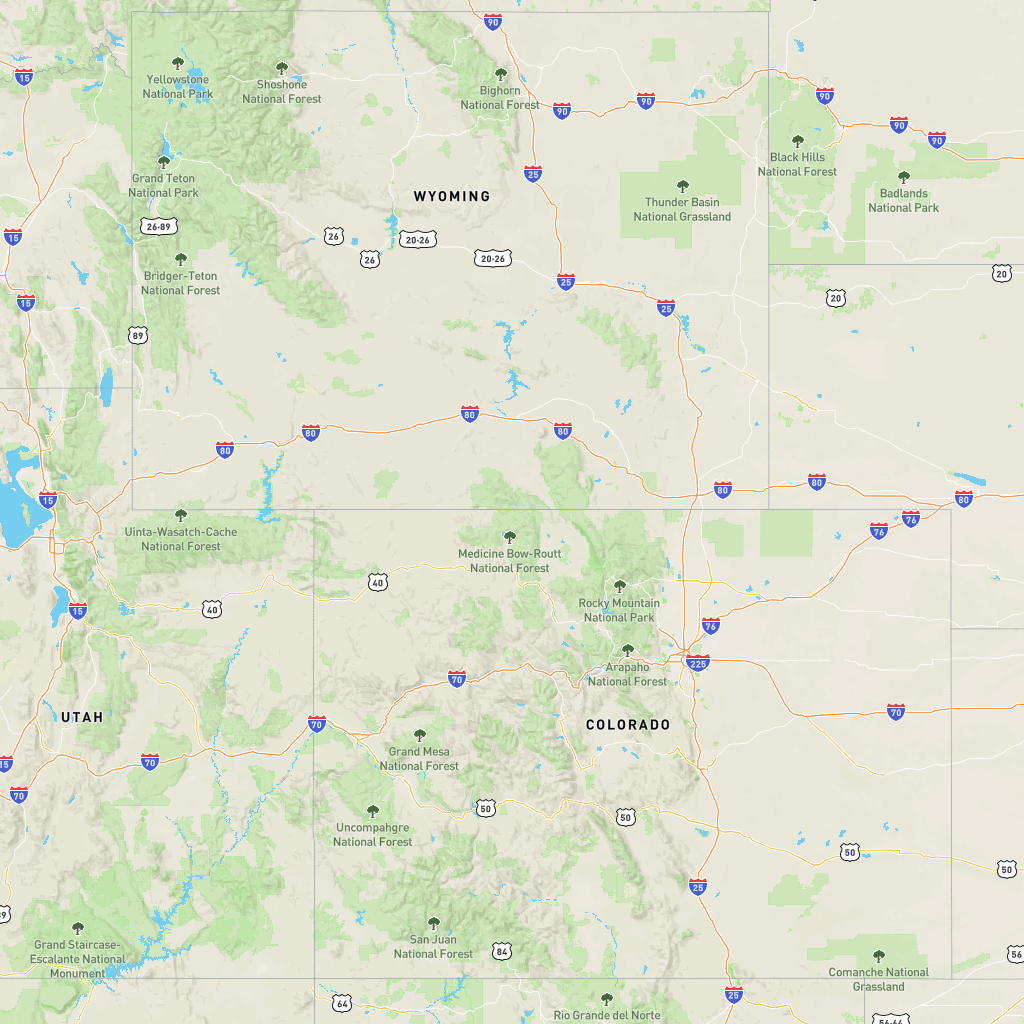 90
15
Yellowstone
National Park
Shoshone
National Forest
Bighorn
National Forest
90
90
90
90
90
Black Hills
National Forest
Grand Teton
National Park
25
Badlands
National Park
WYOMING
Thunder Basin
National Grassland
26-89
15
26
20-26
26
20-26
Bridger-Teton
National Forest
25
20
20
15
25
89
80
80
80
80
80
80
80
15
76
76
Uinta-Wasatch-Cache
National Forest
Medicine Bow-Routt
National Forest
40
40
Rocky Mountain
National Park
15
76
225
Arapaho
National Forest
70
UTAH
70
COLORADO
70
Grand Mesa
National Forest
15
70
70
50
50
Uncompahgre
National Forest
50
50
25
San Juan
National Forest
84
Grand Staircase-
Escalante National
Monument
56
Comanche National
Grassland
64
25
Rio Grande del Norte